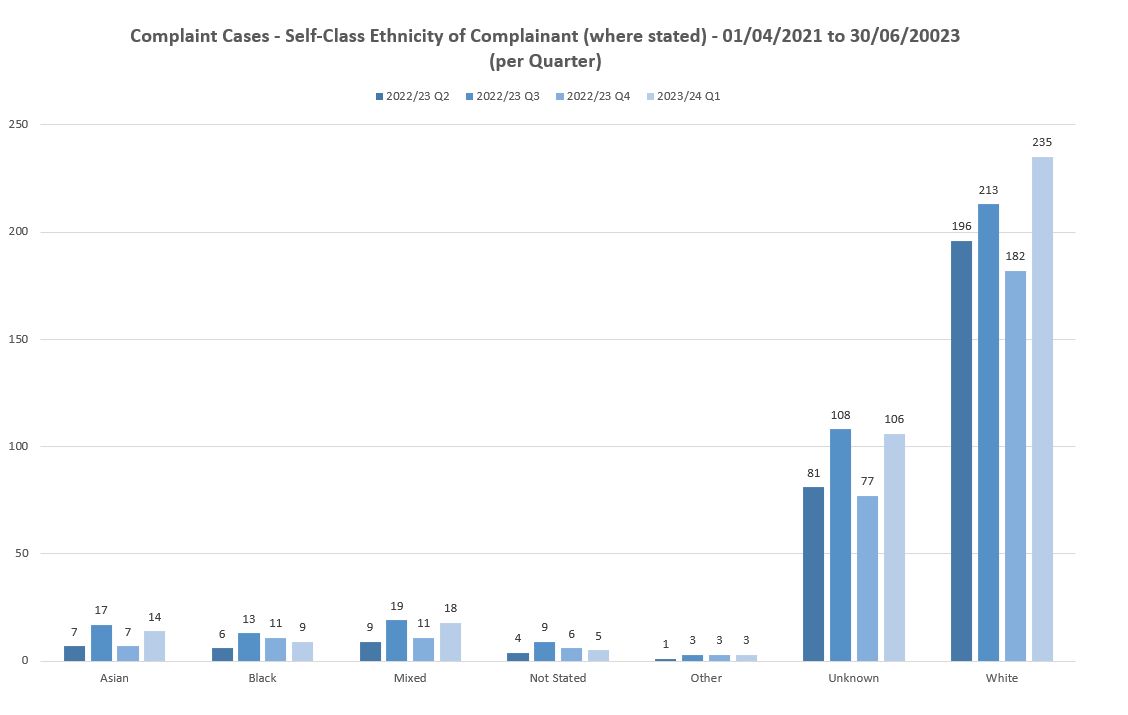 Complaint Cases - Self-Class Ethnicity of Complainant (where stated) - 01/04/2021 to 30/06/20023
(per Quarter)
2022/23 Q2 2022/23 Q3 2022/23 Q4 2023/24 Q1
250
200
150
100
50
0
7 17 7 14
6 13 11 9
9 19 11 18
4 9 6 5
1 3 3 3
81 108 77 106
196 213 182 235
Asian Black Mixed Not Stated Other Unknown White